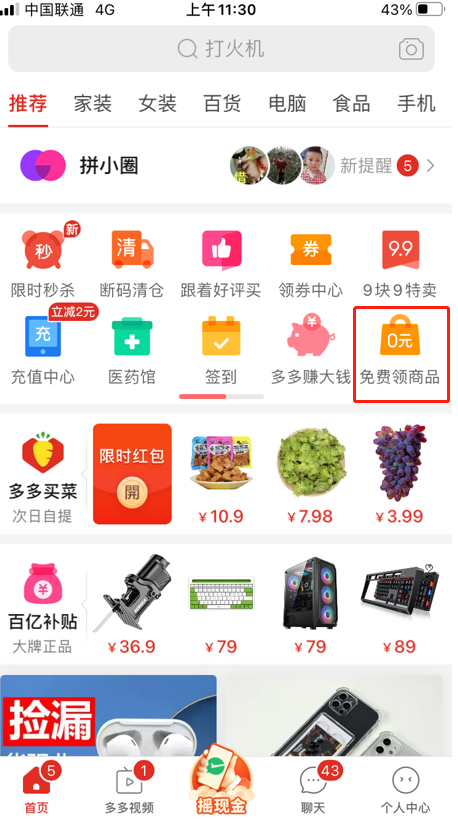 中国联通 4G 上午11:30 43%
打火机
推荐 家装 女装 百货 电脑 食品 手机
拼小圈 新提醒 5
秒 新 清 券 9.9
限时秒杀 断码清仓 跟着好评买 领券中心 9块9特卖
立减2元
充 ¥ 0元
充值中心 医药馆 签到 多多赚大钱 免费领商品
限时红包
開
多多买菜
次日自提 ¥10.9 ¥7.98 ¥3.99
¥
百亿补贴
大牌正品 ¥36.9 ¥79 ¥79 ¥89
捡漏
5 1 43
摇现金
首页 多多视频 聊天 个人中心